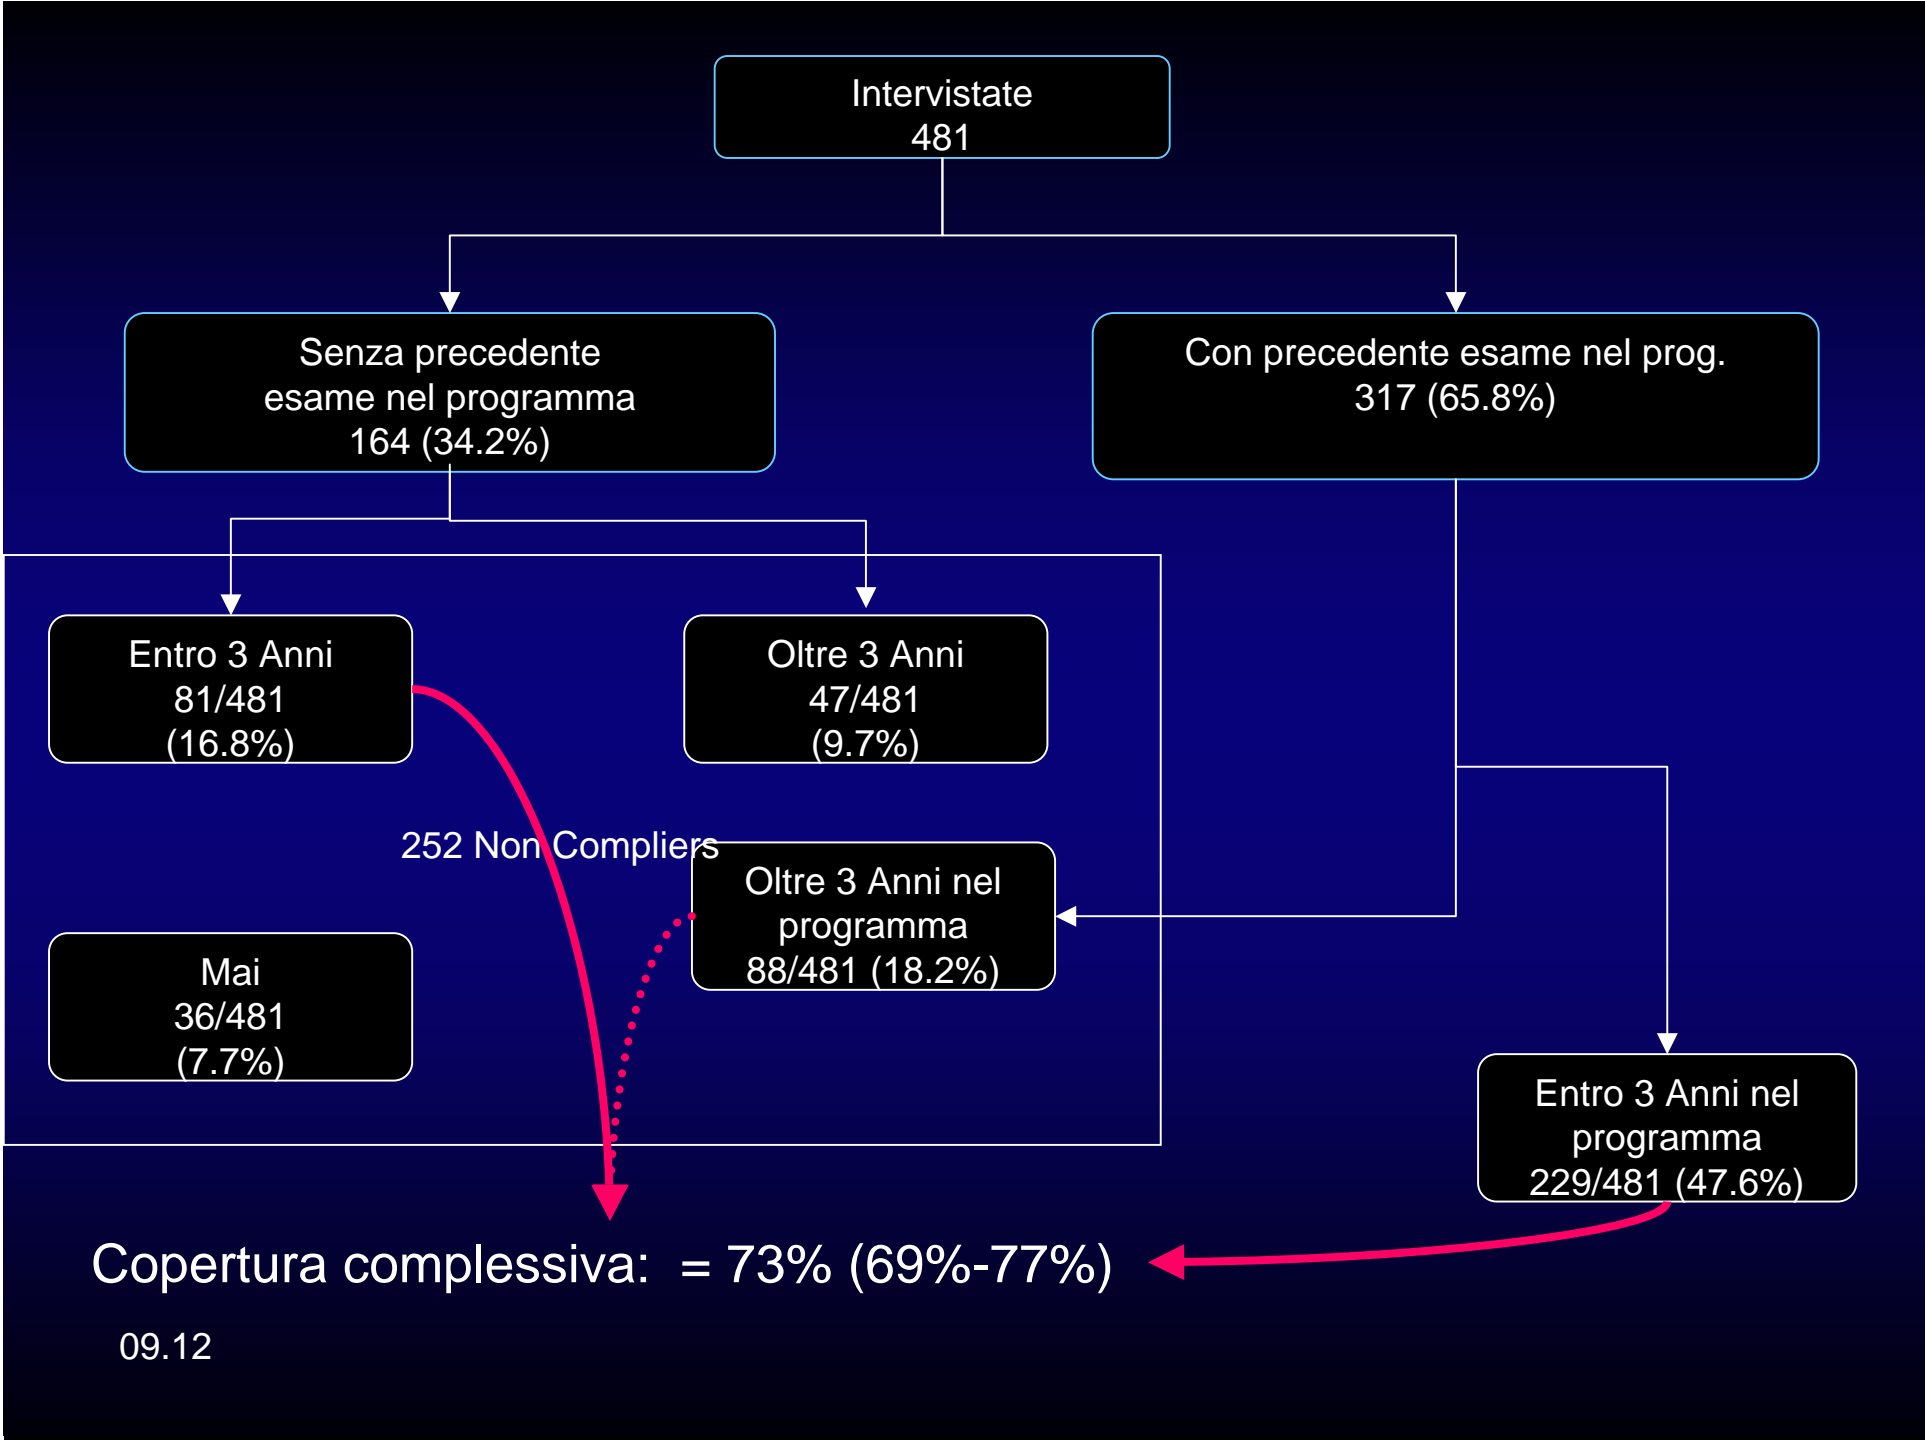 Intervistate
481
Senza precedente
esame nel programma
164 (34.2%)
Con precedente esame nel prog.
317 (65.8%)
Entro 3 Anni
81/481
(16.8%)
Oltre 3 Anni
47/481
(9.7%)
252 Non Compliers
Oltre 3 Anni nel
programma
88/481 (18.2%)
Mai
36/481
(7.7%)
Entro 3 Anni nel
programma
229/481 (47.6%)
Copertura complessiva: = 73% (69%-77%)
09.12